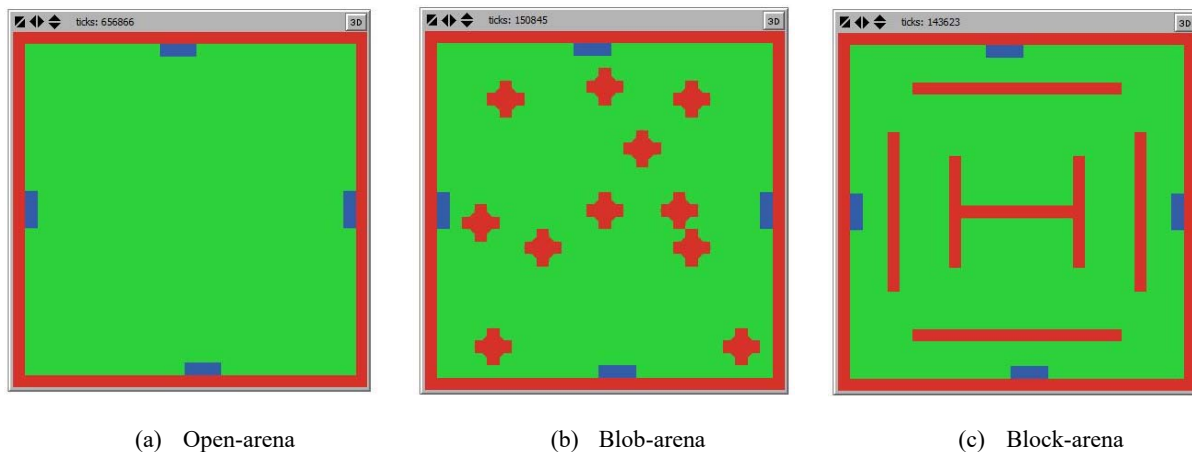 ticks: 656866
3D
ticks: 150845
3D
ticks: 143623
3D
(a) Open-arena
(b) Blob-arena
(c) Block-arena